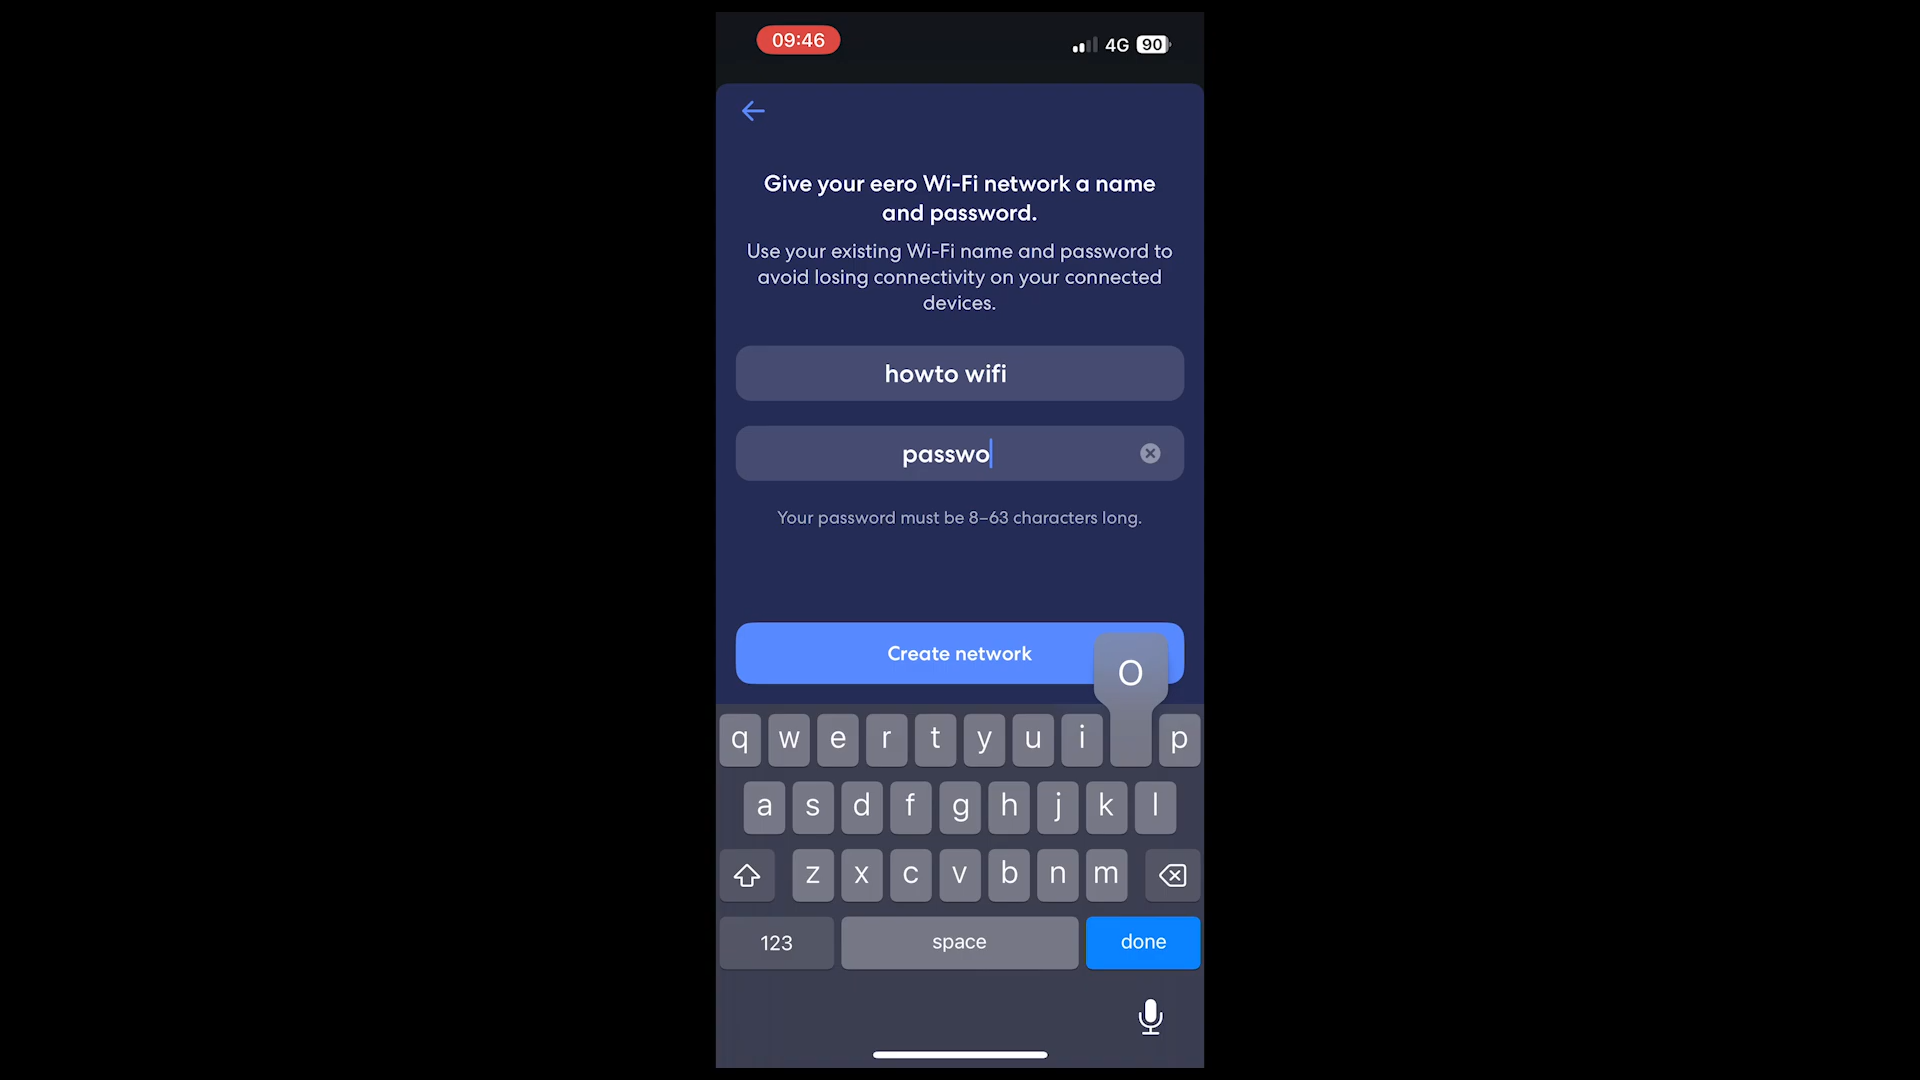 09:46
4G 90
Give your eero Wi-Fi network a name
and password.
Use your existing Wi-Fi name and password to
avoid losing connectivity on your connected
devices.
howto wifi
passwo
Your password must be 8–63 characters long.
Create network
O
q w e r t y u i p
a s d f g h j k l
z x c v b n m
123 space done